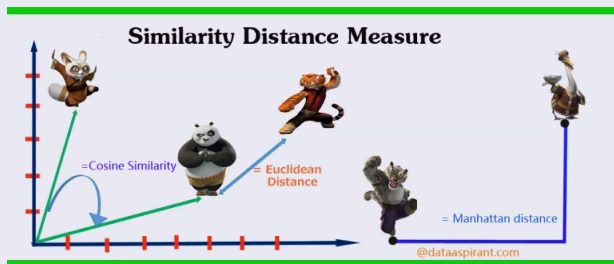 Similarity Distance Measure
=Cosine Similarity
= Euclidean
Distance
= Manhattan distance
@dataaspirant.com